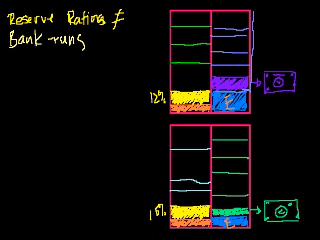 Reserve Ratios ≠
Bank-runs
12%
E
15%
E